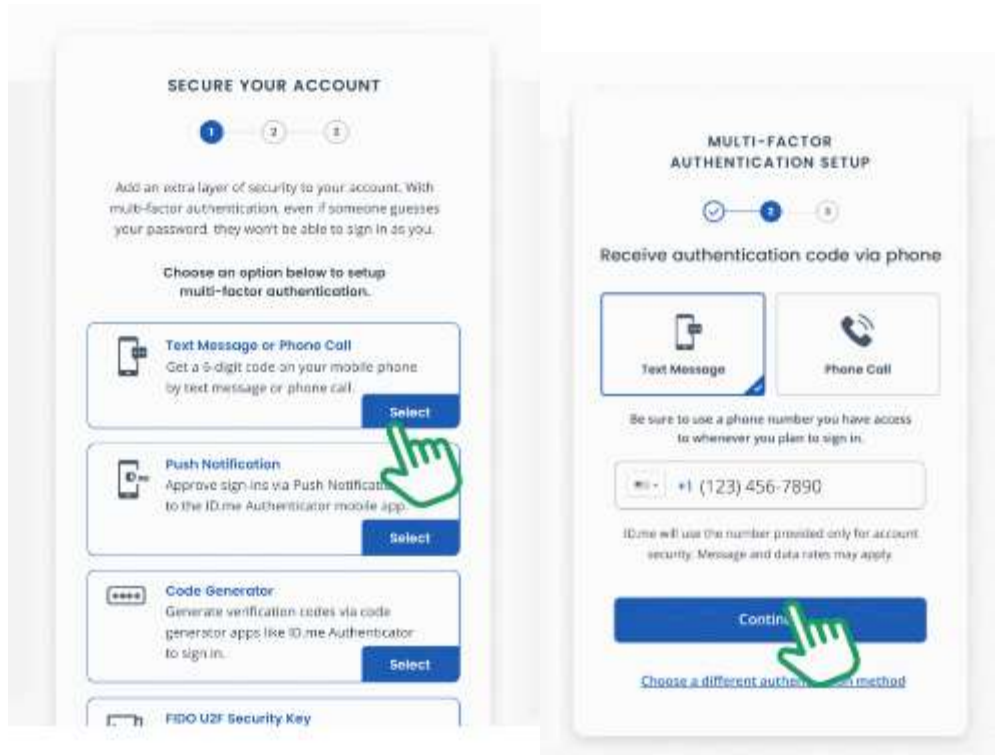 SECURE YOUR ACCOUNT
1 2 3
Add an extra layer of security to your account. With
multi-factor authentication, even if someone guesses
your password, they won't be able to sign in as you.
Choose an option below to setup
multi-factor authentication.
Text Message or Phone Call
Get a 6-digit code on your mobile phone
by text message or phone call.
Select
Push Notification
Approve sign-ins via Push
to the ID.me Authenticator mobile app.
Select
Code Generator
Generate verification codes via code
generator apps like ID.me Authenticator
to sign in.
Select
FIDO U2F Security Key
MULTI-FACTOR
AUTHENTICATION SETUP
2 3
Receive authentication code via phone
Text Message
Phone Call
Be sure to use a phone number you have access
to whenever you plan to sign in.
+1 (123) 456-7890
ID.me will use the number provided only for account
security. Message and data rates may apply.
Choose a different method